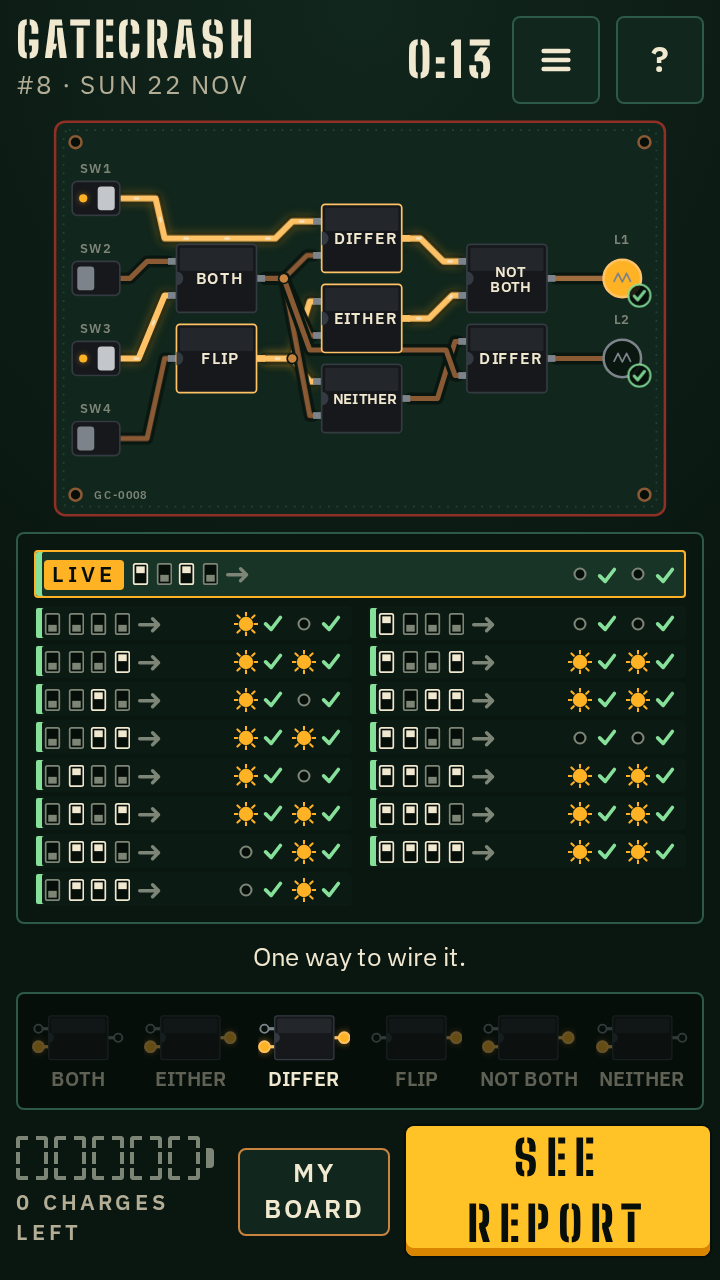 GATECRASH
#8 · SUN 22 NOV
0:13
?
SW1
SW2
SW3
SW4
BOTH
FLIP
DIFFER
EITHER
NEITHER
NOT
BOTH
DIFFER
L1
L2
GC-0008
LIVE
One way to wire it.
BOTH
EITHER
DIFFER
FLIP
NOT BOTH
NEITHER
0 CHARGES
LEFT
MY
BOARD
SEE
REPORT